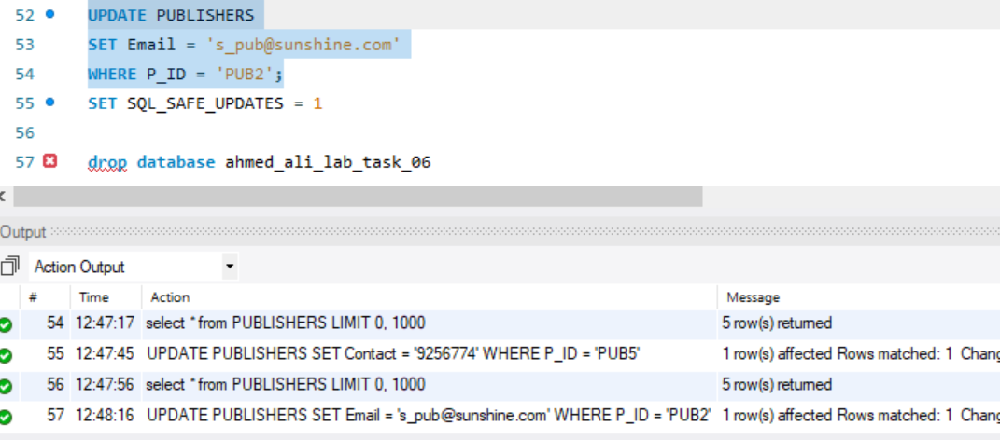 52 UPDATE PUBLISHERS
53 SET Email = 's_pub@sunshine.com'
54 WHERE P_ID = 'PUB2';
55 SET SQL_SAFE_UPDATES = 1
56
57 drop database ahmed_ali_lab_task_06
Output
Action Output
# Time Action Message
54 12:47:17 select * from PUBLISHERS LIMIT 0, 1000 5 row(s) returned
55 12:47:45 UPDATE PUBLISHERS SET Contact = '9256774' WHERE P_ID = 'PUB5' 1 row(s) affected Rows matched: 1 Chang
56 12:47:56 select * from PUBLISHERS LIMIT 0, 1000 5 row(s) returned
57 12:48:16 UPDATE PUBLISHERS SET Email = 's_pub@sunshine.com' WHERE P_ID = 'PUB2' 1 row(s) affected Rows matched: 1 Chang